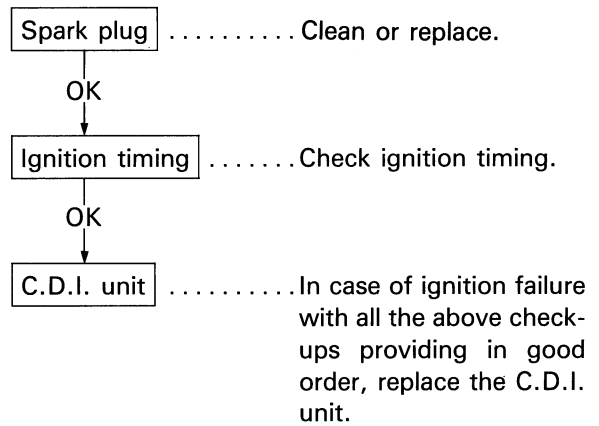 Spark plug .......... Clean or replace.
OK
Ignition timing ....... Check ignition timing.
OK
C.D.I. unit .......... In case of ignition failure
with all the above check-
ups providing in good
order, replace the C.D.I.
unit.